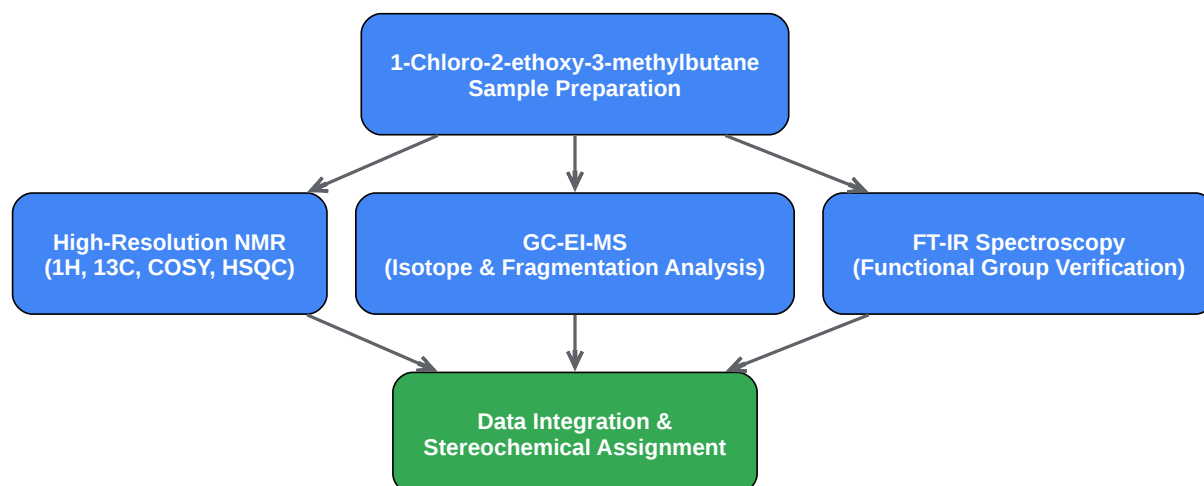 1-Chloro-2-ethoxy-3-methylbutane
Sample Preparation
High-Resolution NMR
(1H, 13C, COSY, HSQC)
GC-EI-MS
(Isotope & Fragmentation Analysis)
FT-IR Spectroscopy
(Functional Group Verification)
Data Integration &
Stereochemical Assignment